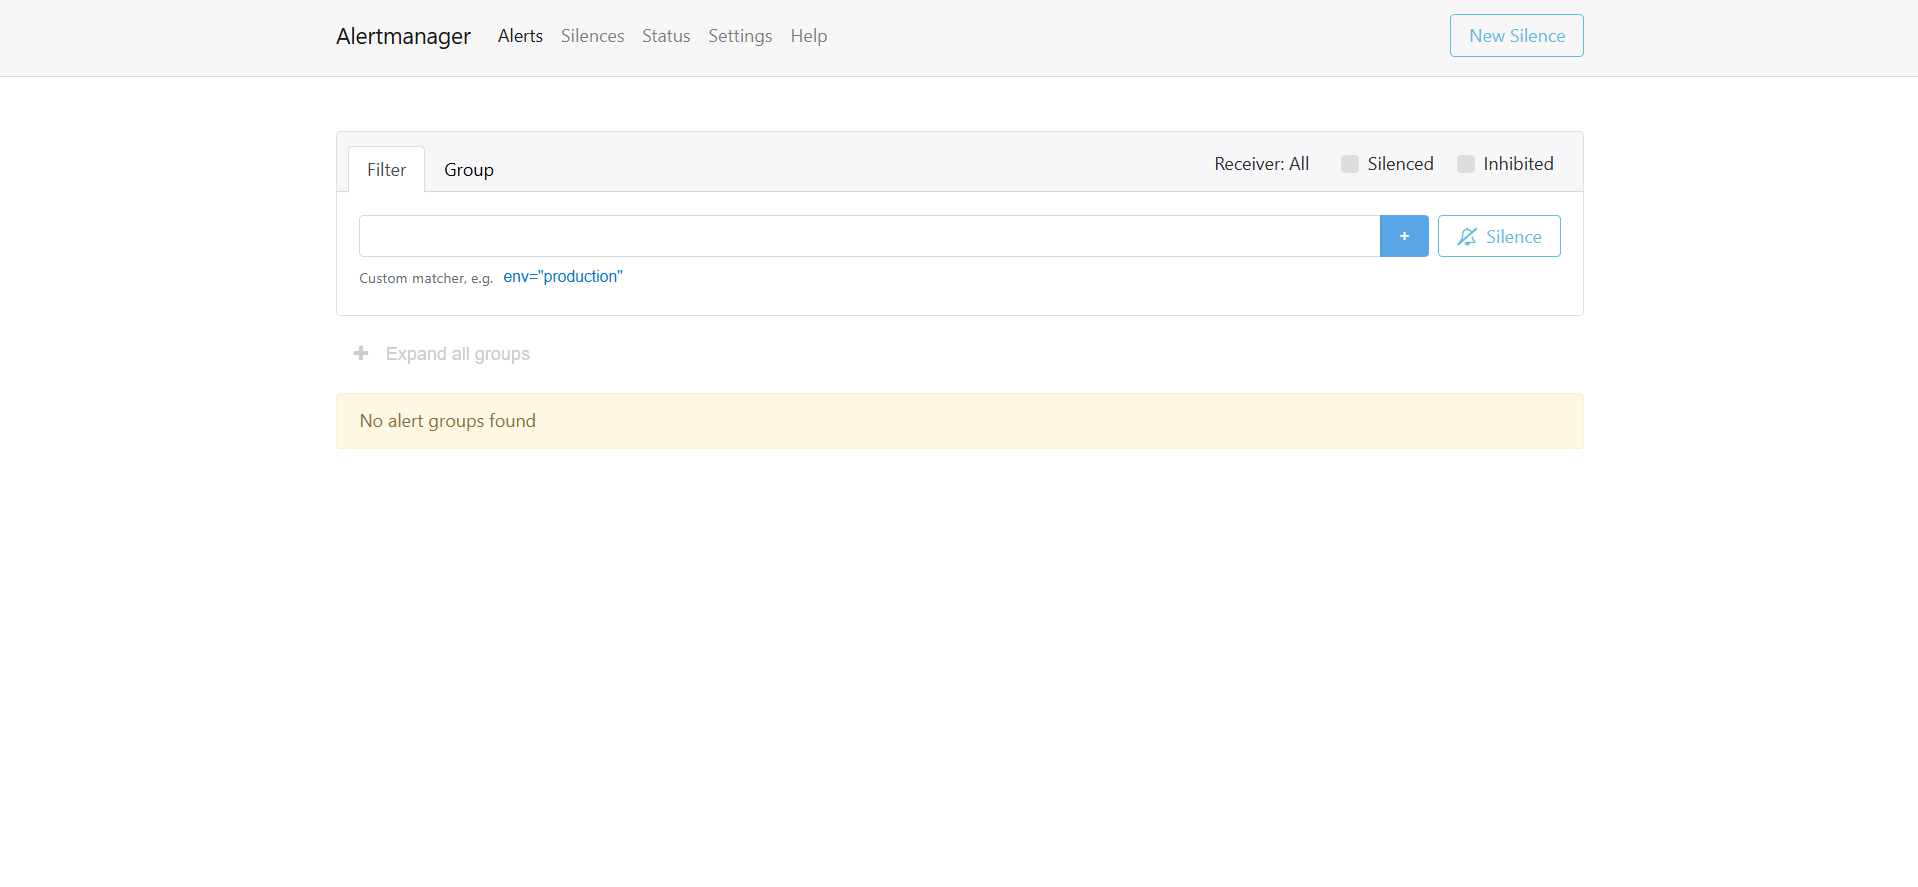 Alertmanager Alerts Silences Status Settings Help New Silence
Filter Group Receiver: All Silenced Inhibited
+ Silence
Custom matcher, e.g. env="production"
+ Expand all groups
No alert groups found